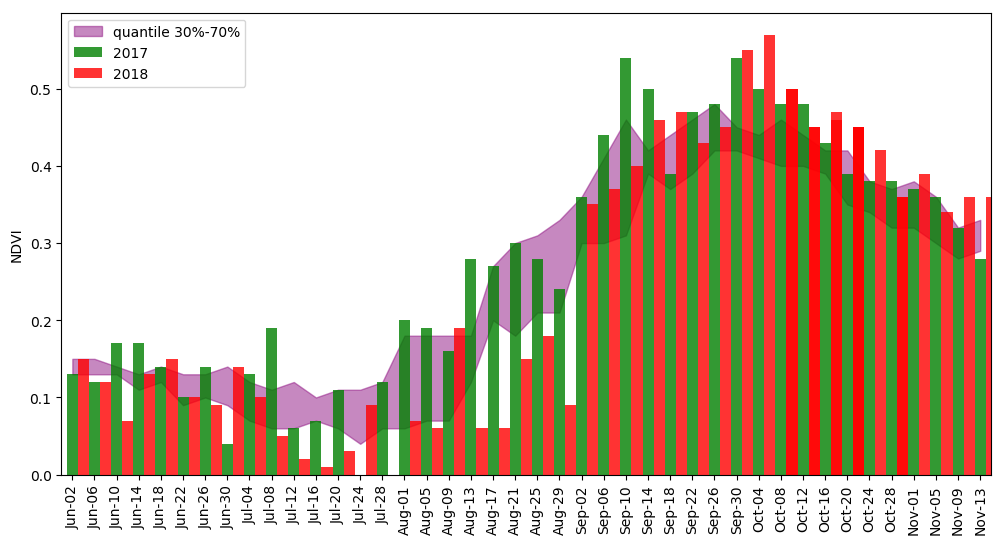 quantile 30%-70%
2017
2018
NDVI
0.5
0.4
0.3
0.2
0.1
0.0
Jun-02
Jun-06
Jun-10
Jun-14
Jun-18
Jun-22
Jun-26
Jun-30
Jul-04
Jul-08
Jul-12
Jul-16
Jul-20
Jul-24
Jul-28
Aug-01
Aug-05
Aug-09
Aug-13
Aug-17
Aug-21
Aug-25
Aug-29
Sep-02
Sep-06
Sep-10
Sep-14
Sep-18
Sep-22
Sep-26
Sep-30
Oct-04
Oct-08
Oct-12
Oct-16
Oct-20
Oct-24
Oct-28
Nov-01
Nov-05
Nov-09
Nov-13